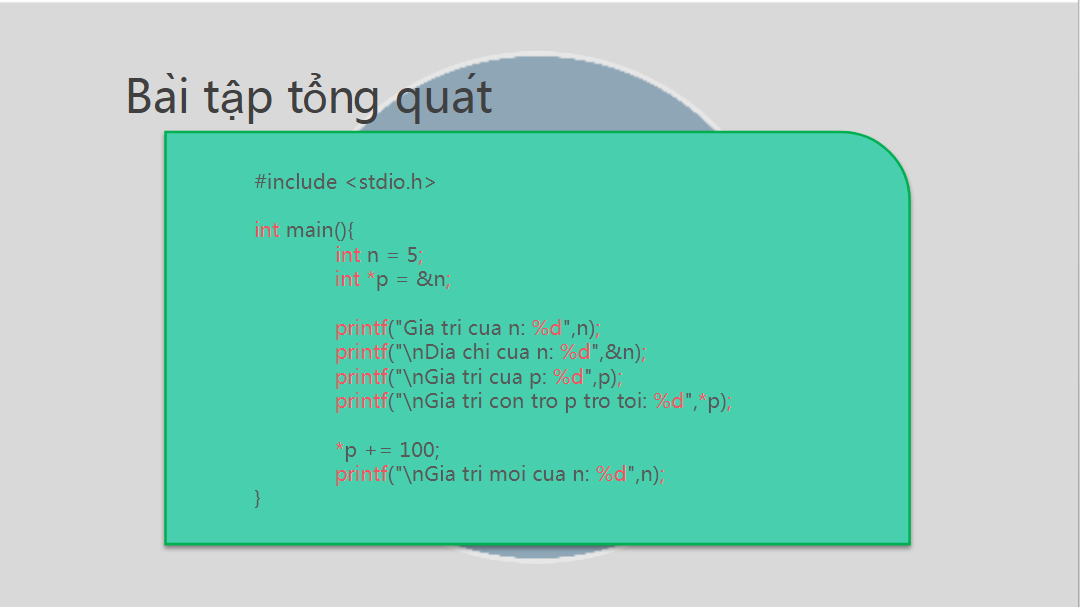 Bài tập tổng quát
#include <stdio.h>
int main(){
int n = 5;
int *p = &n;
printf("Gia tri cua n: %d",n);
printf("\nDia chi cua n: %d",&n);
printf("\nGia tri cua p: %d",p);
printf("\nGia tri con tro p tro toi: %d",*p);
*p += 100;
printf("\nGia tri moi cua n: %d",n);
}